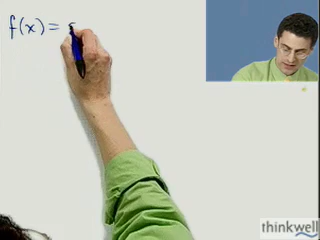 f(x) =
thinkwell